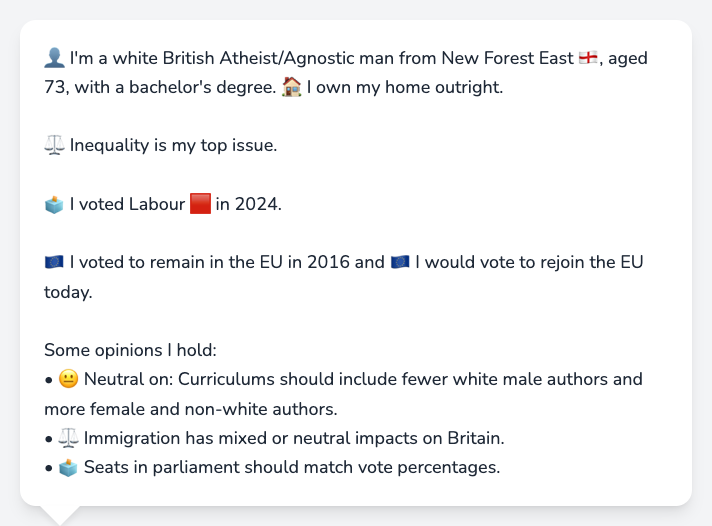 👤 I'm a white British Atheist/Agnostic man from New Forest East 🏴󠁧󠁢󠁥󠁮󠁧󠁿, aged
73, with a bachelor's degree. 🏠 I own my home outright.
⚖️ Inequality is my top issue.
🗳️ I voted Labour 🟥 in 2024.
🇪🇺 I voted to remain in the EU in 2016 and 🇪🇺 I would vote to rejoin the EU
today.
Some opinions I hold:
• 😐 Neutral on: Curriculums should include fewer white male authors and
more female and non-white authors.
• ⚖️ Immigration has mixed or neutral impacts on Britain.
• 🗳️ Seats in parliament should match vote percentages.